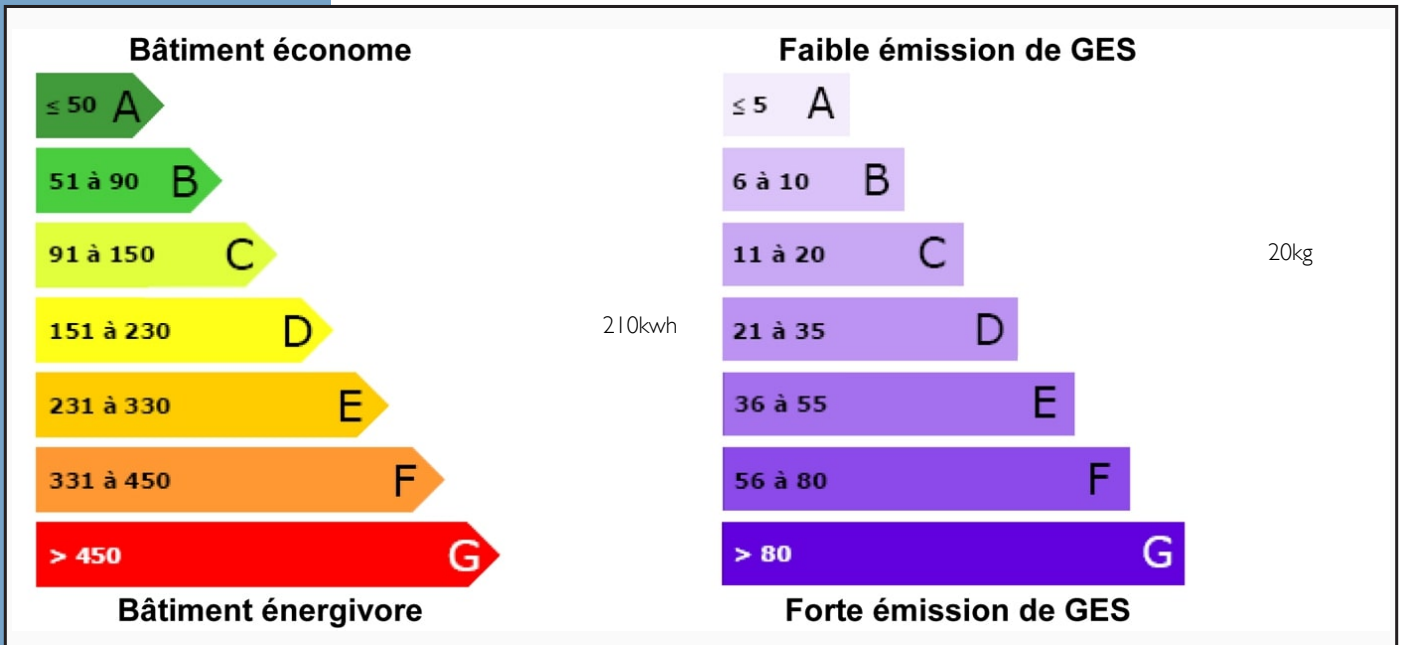 Bâtiment économe
≤ 50 A
51 à 90 B
91 à 150 C
151 à 230 D
210kwh
231 à 330 E
331 à 450 F
> 450 G
Bâtiment énergivore
Faible émission de GES
≤ 5 A
6 à 10 B
11 à 20 C
20kg
21 à 35 D
36 à 55 E
56 à 80 F
> 80 G
Forte émission de GES